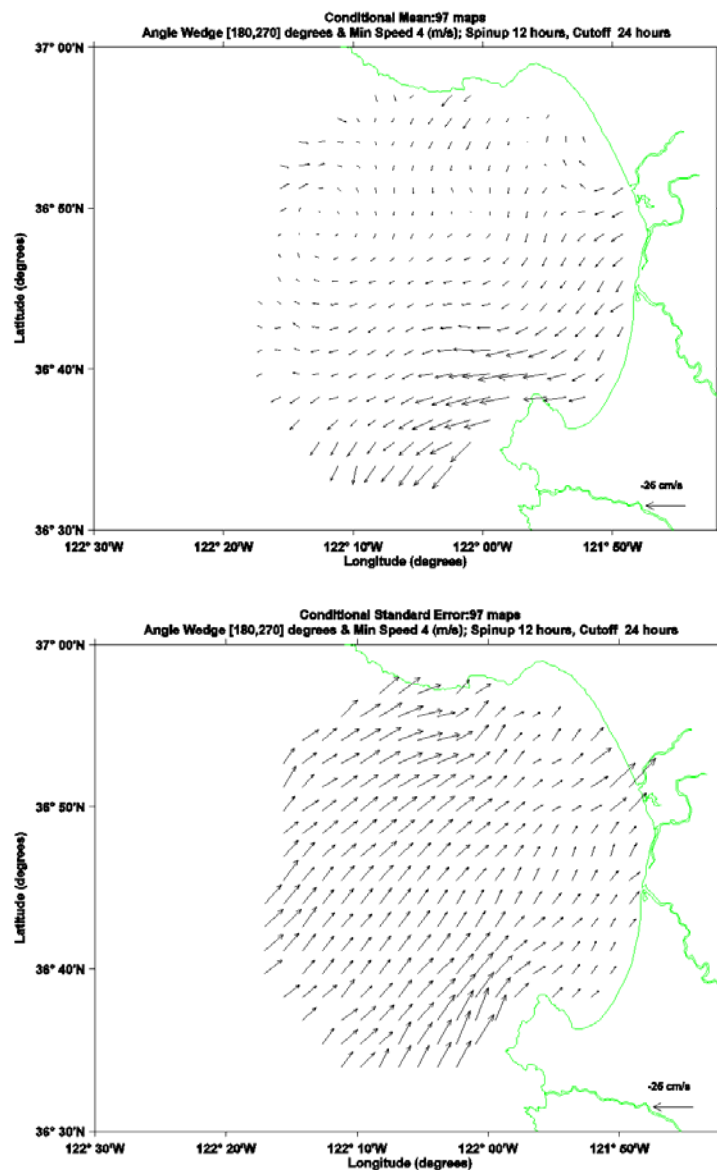 Conditional Mean:97 maps
Angle Wedge [180,270] degrees & Min Speed 4 (m/s); Spinup 12 hours, Cutoff 24 hours
37° 00'N
36° 50'N
36° 40'N
36° 30'N
Latitude (degrees)
-26 cm/s
122° 30'W 122° 20'W 122° 10'W 122° 00'W 121° 50'W
Longitude (degrees)
Conditional Standard Error:97 maps
Angle Wedge [180,270] degrees & Min Speed 4 (m/s); Spinup 12 hours, Cutoff 24 hours
37° 00'N
36° 50'N
36° 40'N
36° 30'N
Latitude (degrees)
-26 cm/s
122° 30'W 122° 20'W 122° 10'W 122° 00'W 121° 50'W
Longitude (degrees)